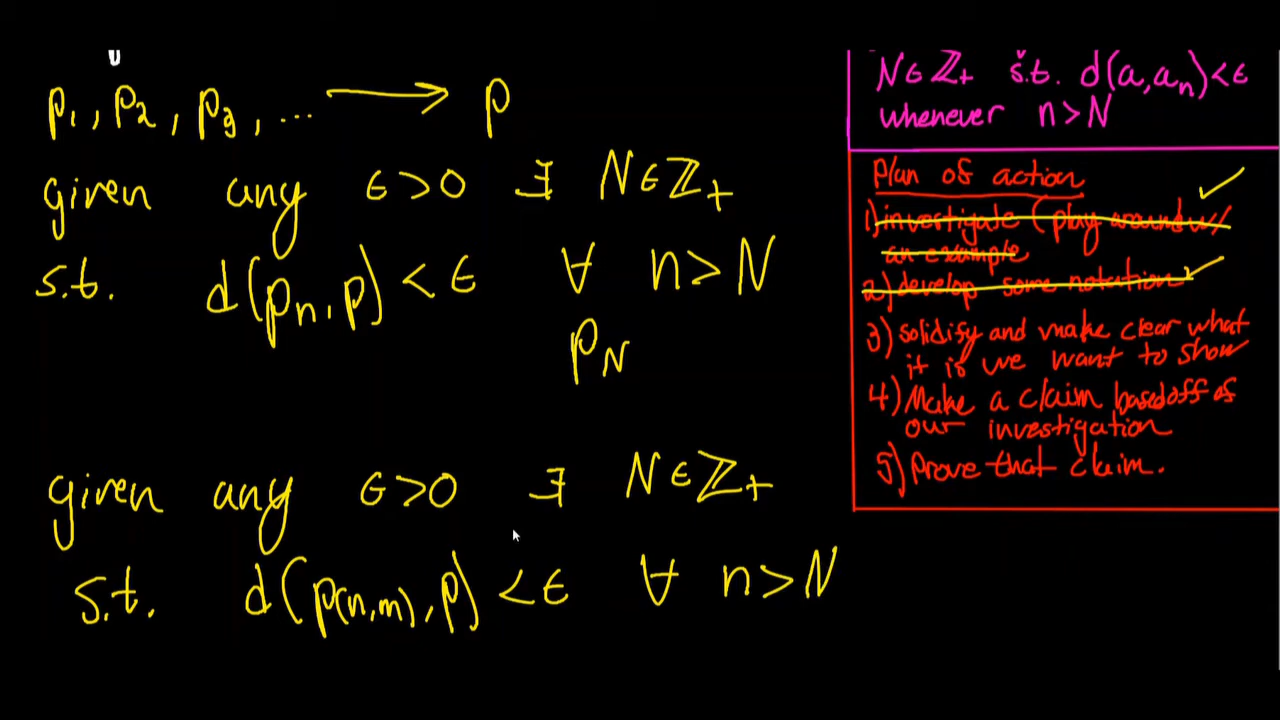 p₁, p₂, p₃, ... ⟶ p
given any ϵ>0 ∃ N∈ℤ₊
s.t. d(pₙ, p) < ϵ ∀ n>N
p_N
given any ϵ>0 ∃ N∈ℤ₊
s.t. d(p(n,m), p) < ϵ ∀ n>N
N∈ℤ₊ s.t. d(a,aₙ)<ϵ
whenever n>N
Plan of action
1) investigate (play around w/
an example
2) develop some notation
3) solidify and make clear what
it is we want to show
4) Make a claim based off of
our investigation
5) Prove that claim.